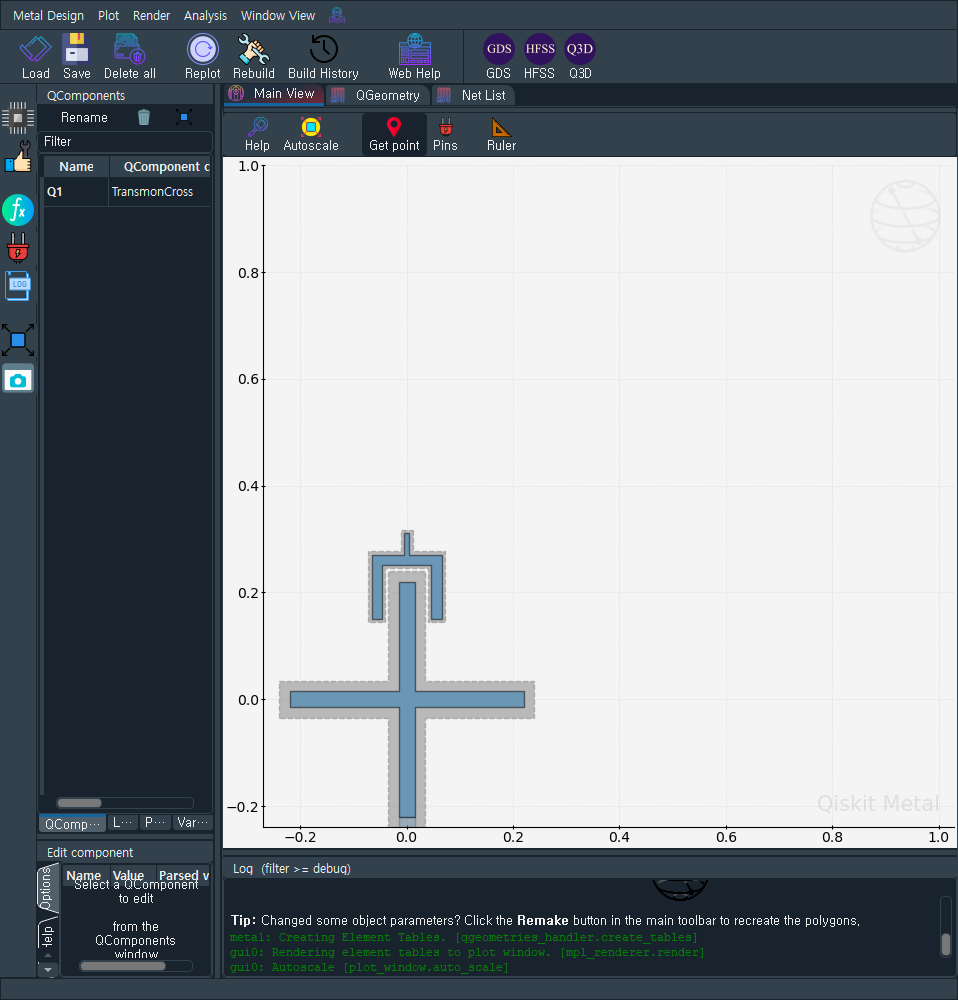 Metal Design Plot Render Analysis Window View
Load Save Delete all Replot Rebuild Build History Web Help GDS HFSS Q3D
GDS HFSS Q3D
QComponents
Rename
Filter
Name QComponent c
Q1 TransmonCross
QComp... L... P... Var...
Edit component
Options
Help
Name Value Parsed v
Select a QComponent
to edit
from the
QComponents
window
Main View QGeometry Net List
Help Autoscale Get point Pins Ruler
1.0
0.8
0.6
0.4
0.2
0.0
−0.2
−0.2 0.0 0.2 0.4 0.6 0.8 1.0
Qiskit Metal
Log (filter >= debug)
Tip: Changed some object parameters? Click the Remake button in the main toolbar to recreate the polygons.
metal: Creating Element Tables. [qgeometries_handler.create_tables]
gui0: Rendering element tables to plot window. [mpl_renderer.render]
gui0: Autoscale [plot_window.auto_scale]
fx
LOG